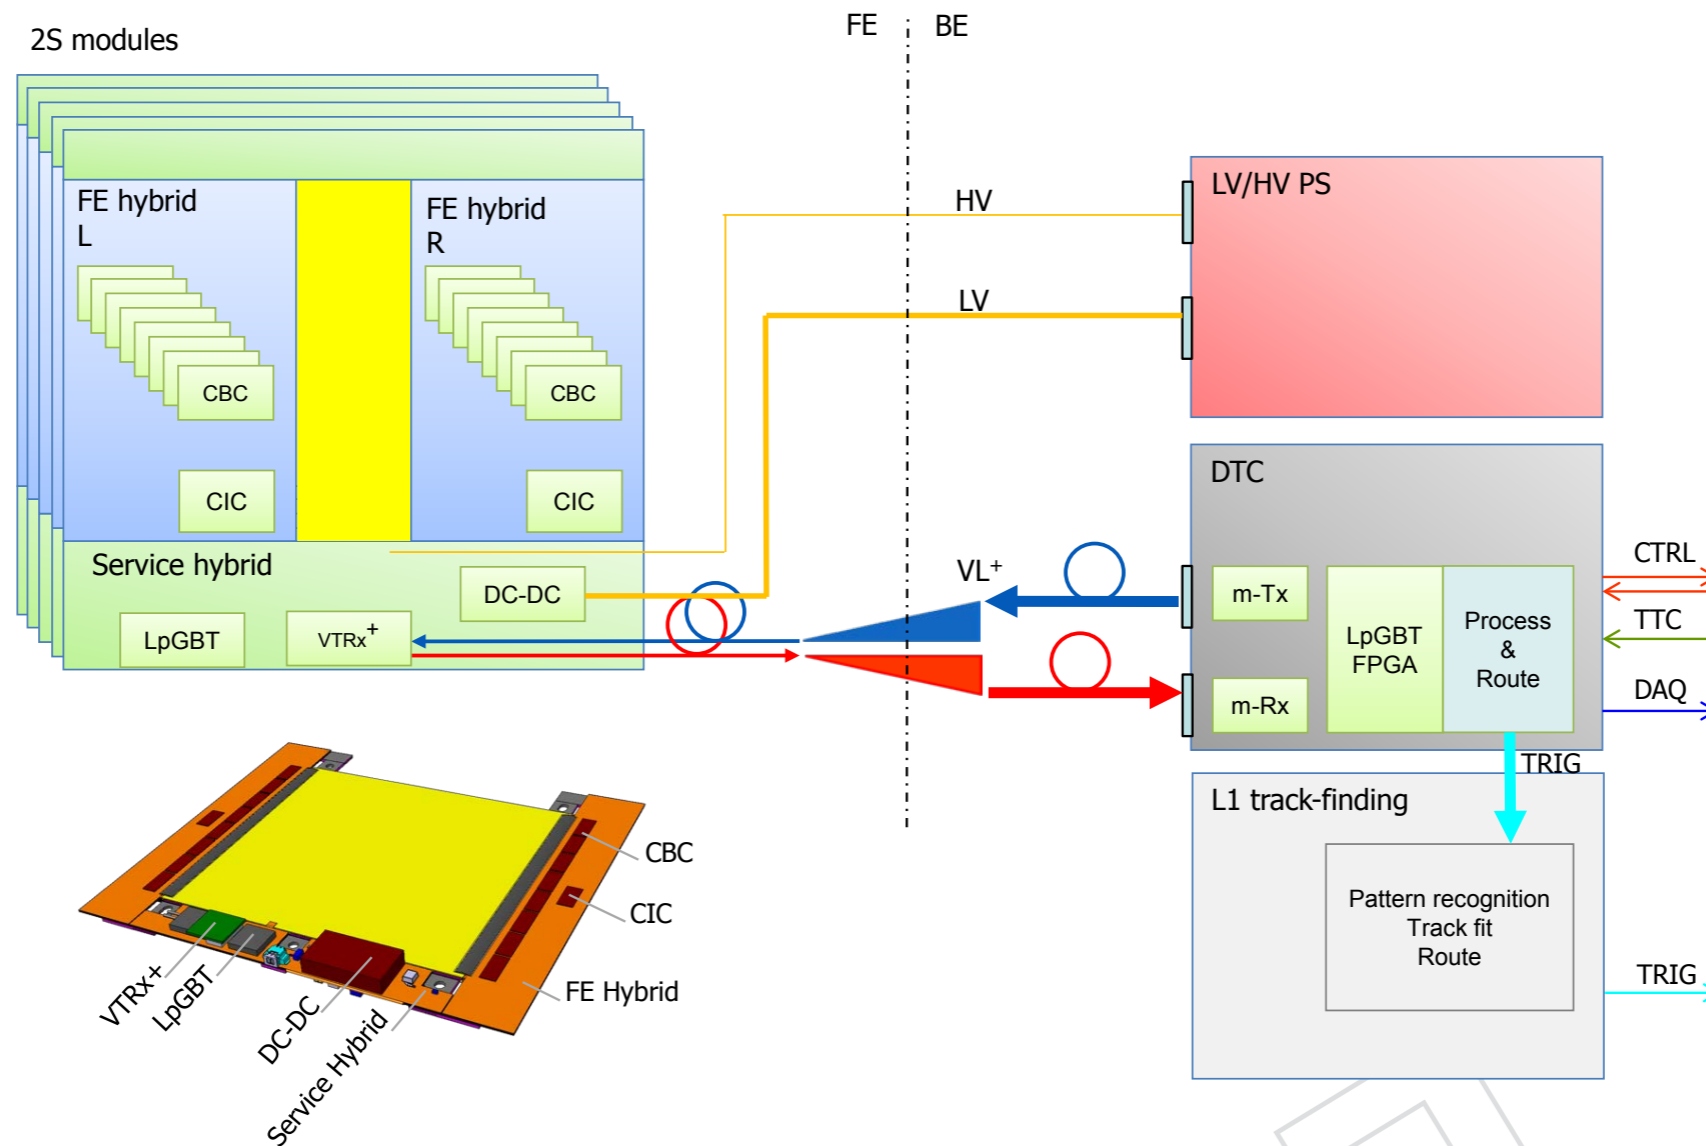 2S modules
FE
BE
FE hybrid
L
FE hybrid
R
CBC
CBC
CIC
CIC
Service hybrid
DC-DC
LpGBT
VTRx+
HV
LV
VL+
LV/HV PS
DTC
m-Tx
m-Rx
LpGBT
FPGA
Process
&
Route
CTRL
TTC
DAQ
TRIG
L1 track-finding
Pattern recognition
Track fit
Route
TRIG
CBC
CIC
FE Hybrid
VTRx+
LpGBT
DC-DC
Service Hybrid